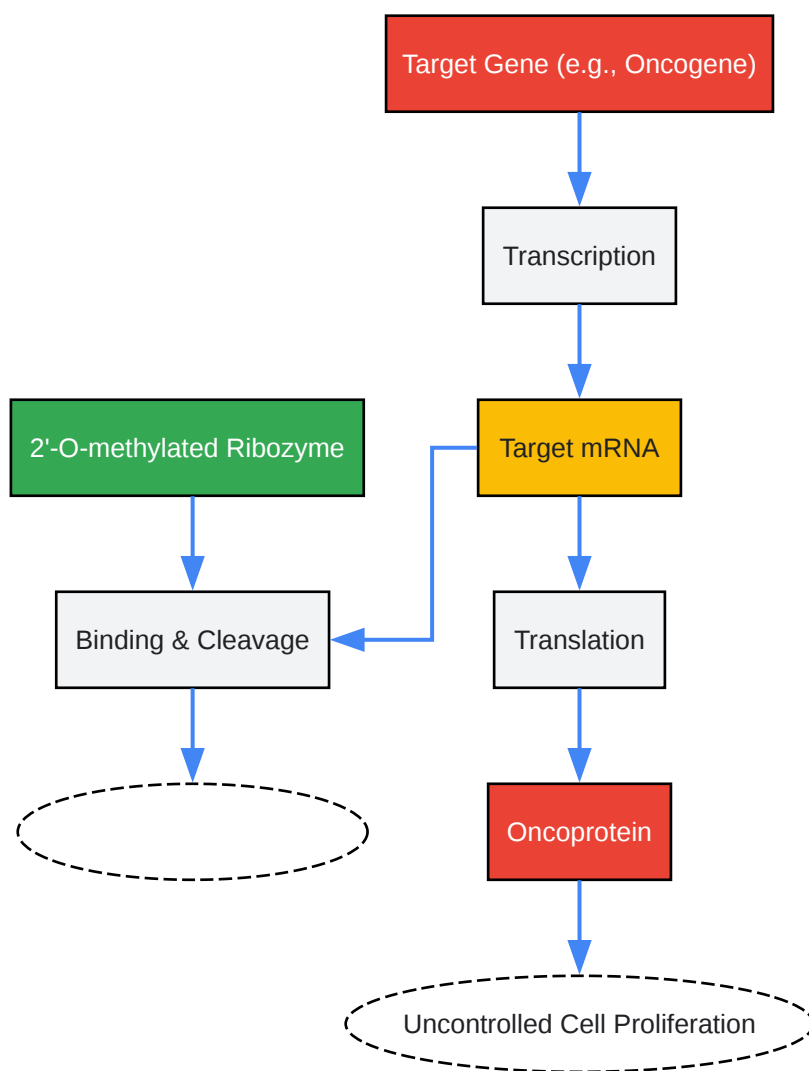 Target Gene (e.g., Oncogene)
Transcription
2'-O-methylated Ribozyme
Target mRNA
Binding & Cleavage
Translation
Oncoprotein
Uncontrolled Cell Proliferation